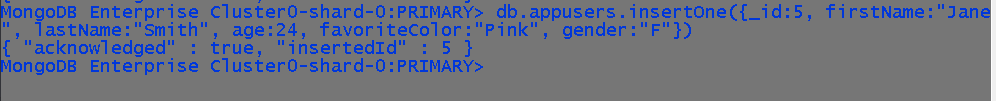 MongoDB Enterprise Cluster0-shard-0:PRIMARY> db.appusers.insertOne({_id:5, firstName:"Jane
", lastName:"Smith", age:24, favoriteColor:"Pink", gender:"F"})
{ "acknowledged" : true, "insertedId" : 5 }
MongoDB Enterprise Cluster0-shard-0:PRIMARY>